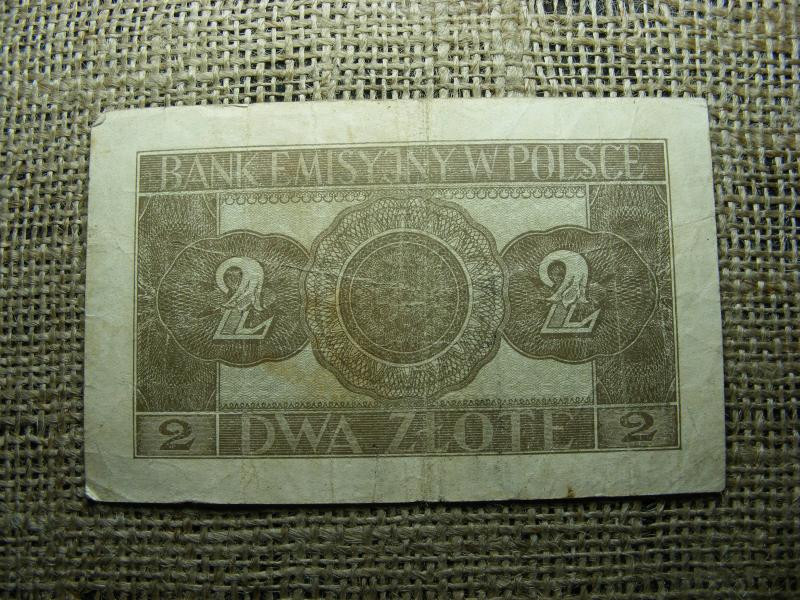 BANK EMISYJNY W POLSCE
2 2
2 DWA ZŁOTE 2